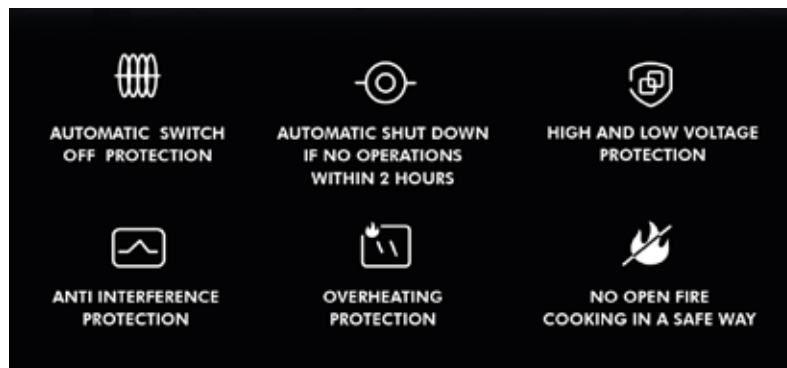 AUTOMATIC SWITCH
OFF PROTECTION
AUTOMATIC SHUT DOWN
IF NO OPERATIONS
WITHIN 2 HOURS
HIGH AND LOW VOLTAGE
PROTECTION
ANTI INTERFERENCE
PROTECTION
OVERHEATING
PROTECTION
NO OPEN FIRE
COOKING IN A SAFE WAY